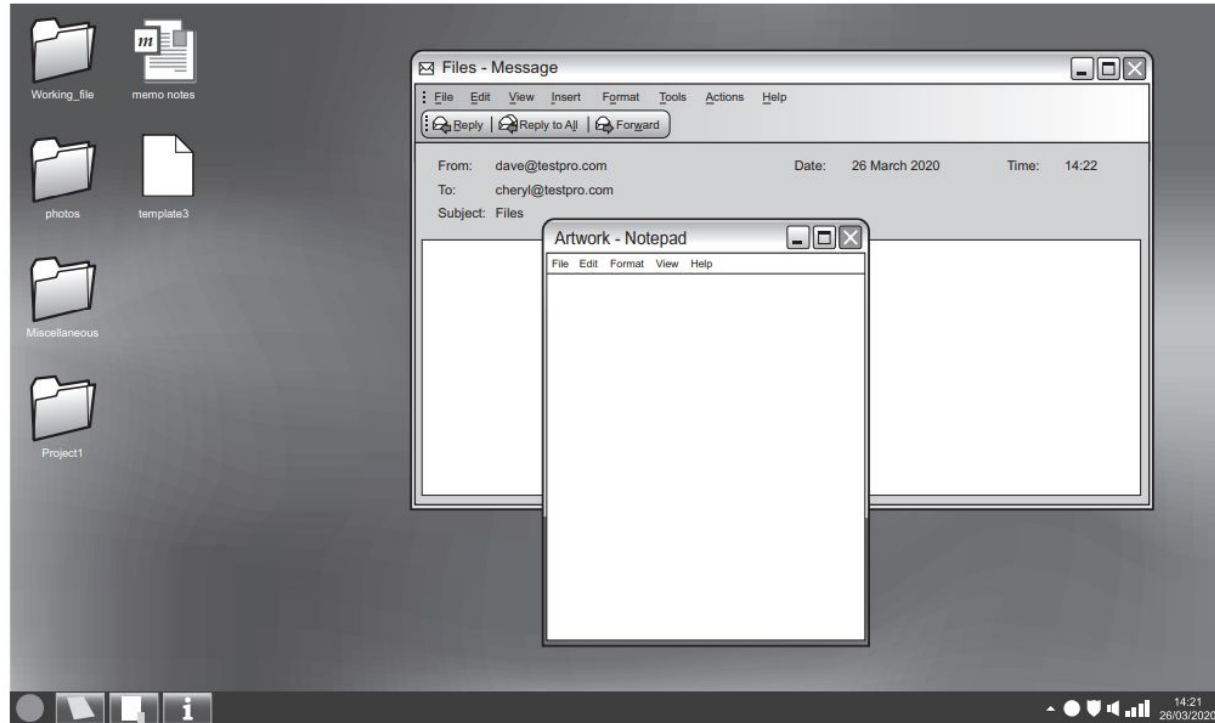 Working_file
memo notes
photos
template3
Miscellaneous
Project1
Files - Message
File Edit View Insert Format Tools Actions Help
Reply Reply to All Forward
From: dave@testpro.com Date: 26 March 2020 Time: 14:22
To: cheryl@testpro.com
Subject: Files
Artwork - Notepad
File Edit Format View Help
m
i
14:21
26/03/2020